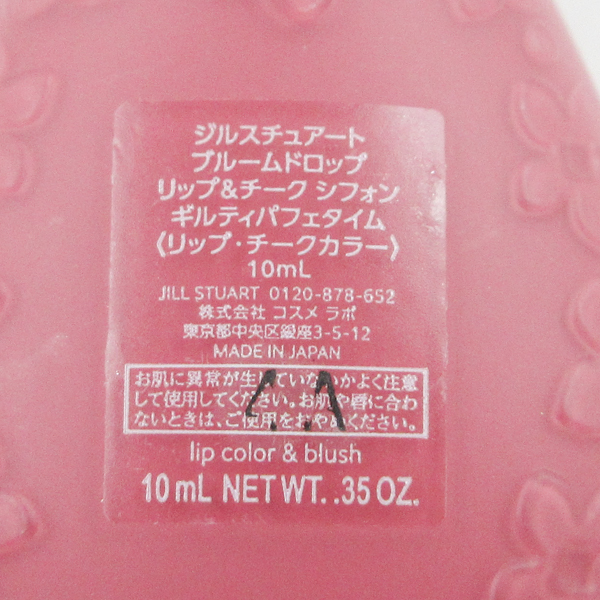 ジルスチュアート
ブルームドロップ
リップ&チーク シフォン
ギルティパフェタイム
〈リップ・チークカラー〉
10mL
JILL STUART 0120-878-652
株式会社 コスメ ラボ
東京都中央区銀座3-5-12
MADE IN JAPAN
お肌に異常が生じていないかよく注意
して使用してください。お肌や唇に合わ
ないときは、ご使用をおやめください。
4A
lip color & blush
10 mL NET WT. .35 OZ.